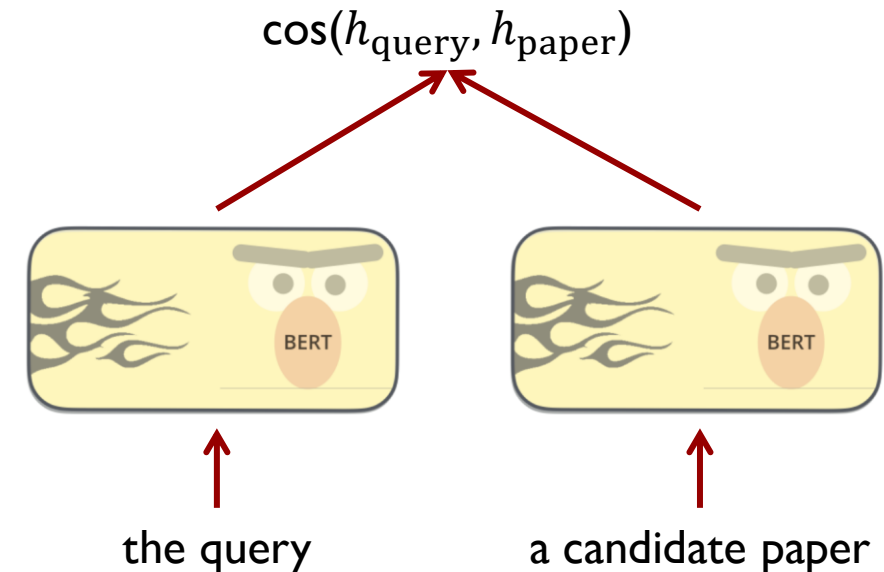 cos(h_query, h_paper)
BERT BERT
the query a candidate paper